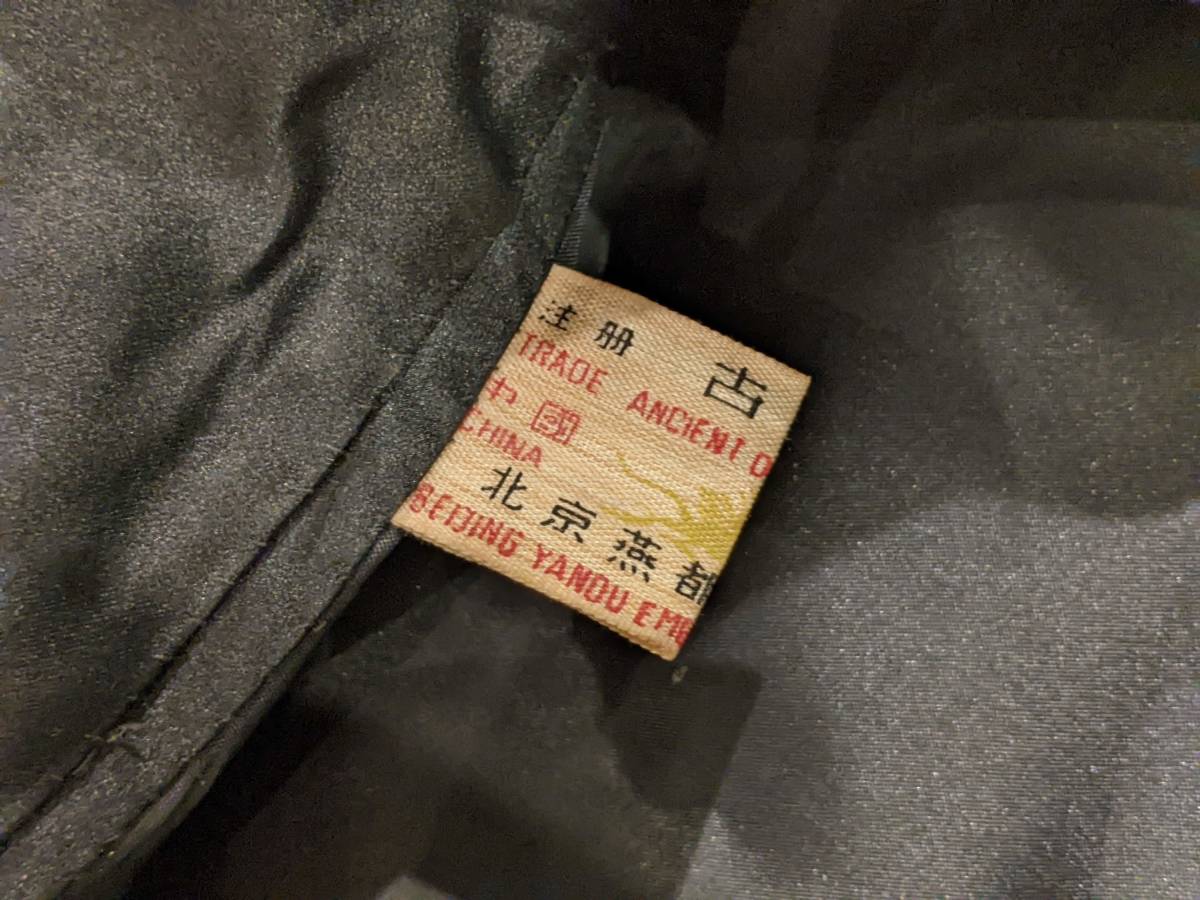 注 册 古
TRADE ANCIENT
中 國
CHINA
北 京 燕 都
BEIJING YANDU